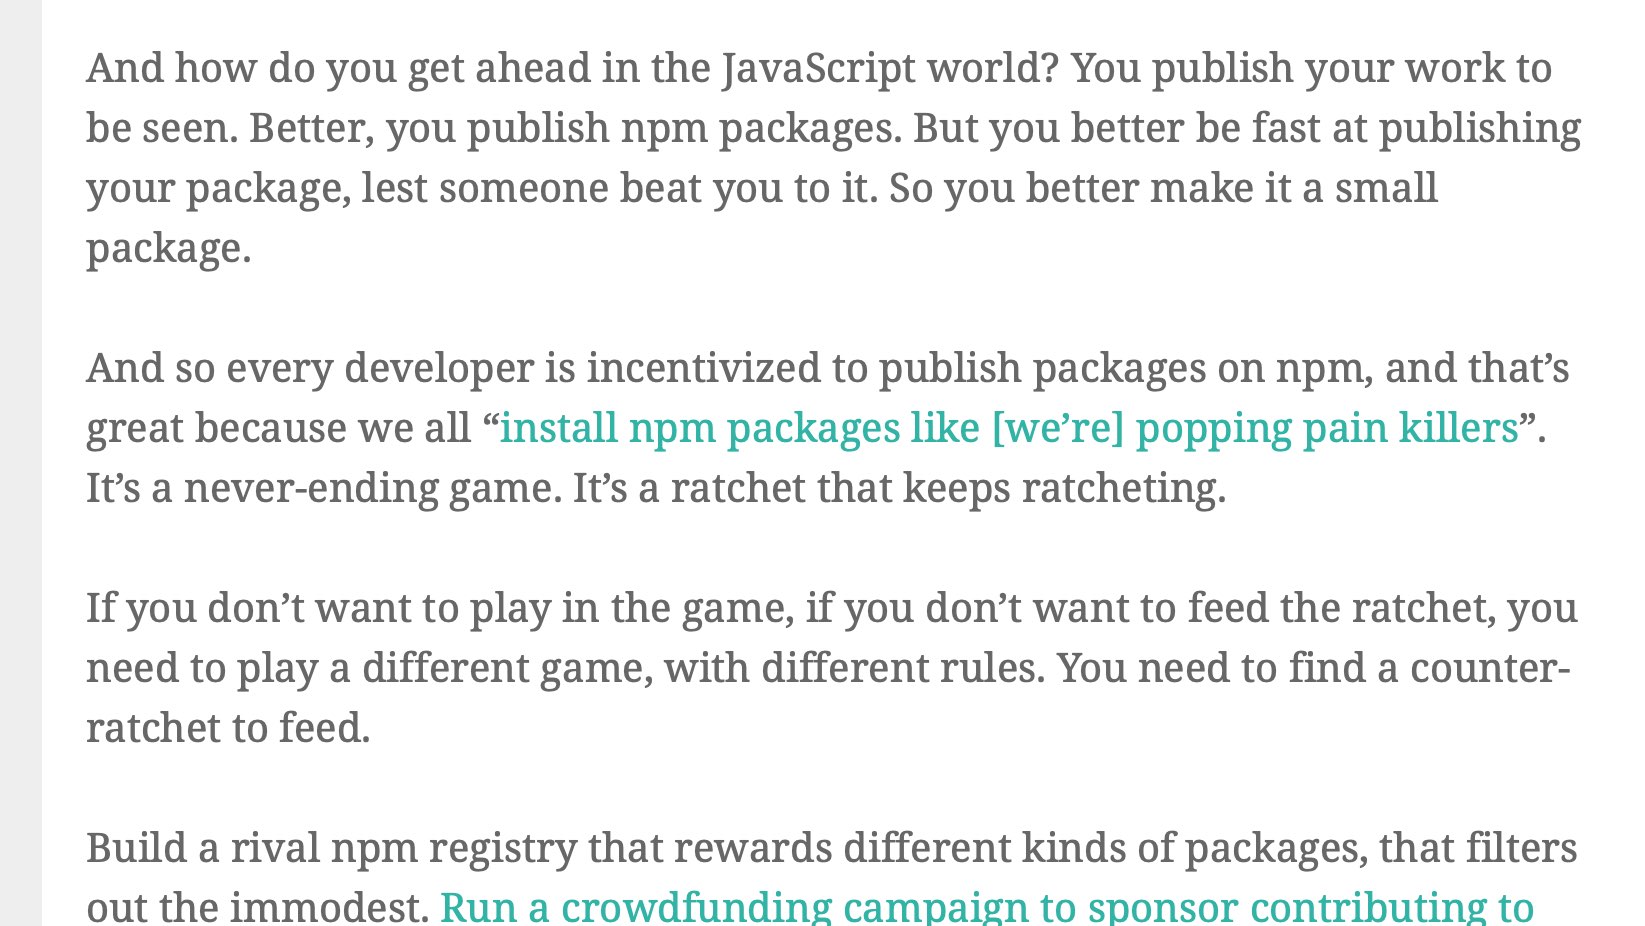 And how do you get ahead in the JavaScript world? You publish your work to
be seen. Better, you publish npm packages. But you better be fast at publishing
your package, lest someone beat you to it. So you better make it a small
package.
And so every developer is incentivized to publish packages on npm, and that’s
great because we all “install npm packages like [we’re] popping pain killers”.
It’s a never-ending game. It’s a ratchet that keeps ratcheting.
If you don’t want to play in the game, if you don’t want to feed the ratchet, you
need to play a different game, with different rules. You need to find a counter-
ratchet to feed.
Build a rival npm registry that rewards different kinds of packages, that filters
out the immodest. Run a crowdfunding campaign to sponsor contributing to